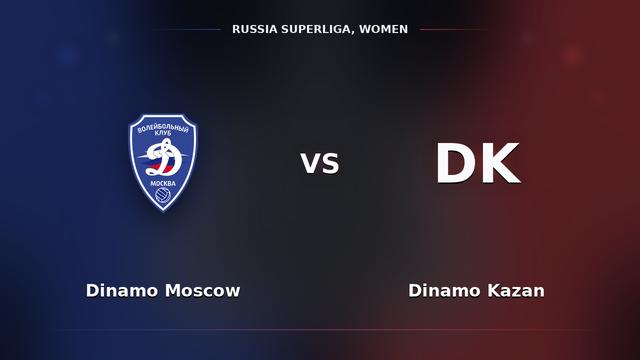 RUSSIA SUPERLIGA, WOMEN
ВОЛЕЙБОЛЬНЫЙ
КЛУБ
Д
МОСКВА
VS
DK
Dinamo Moscow
Dinamo Kazan